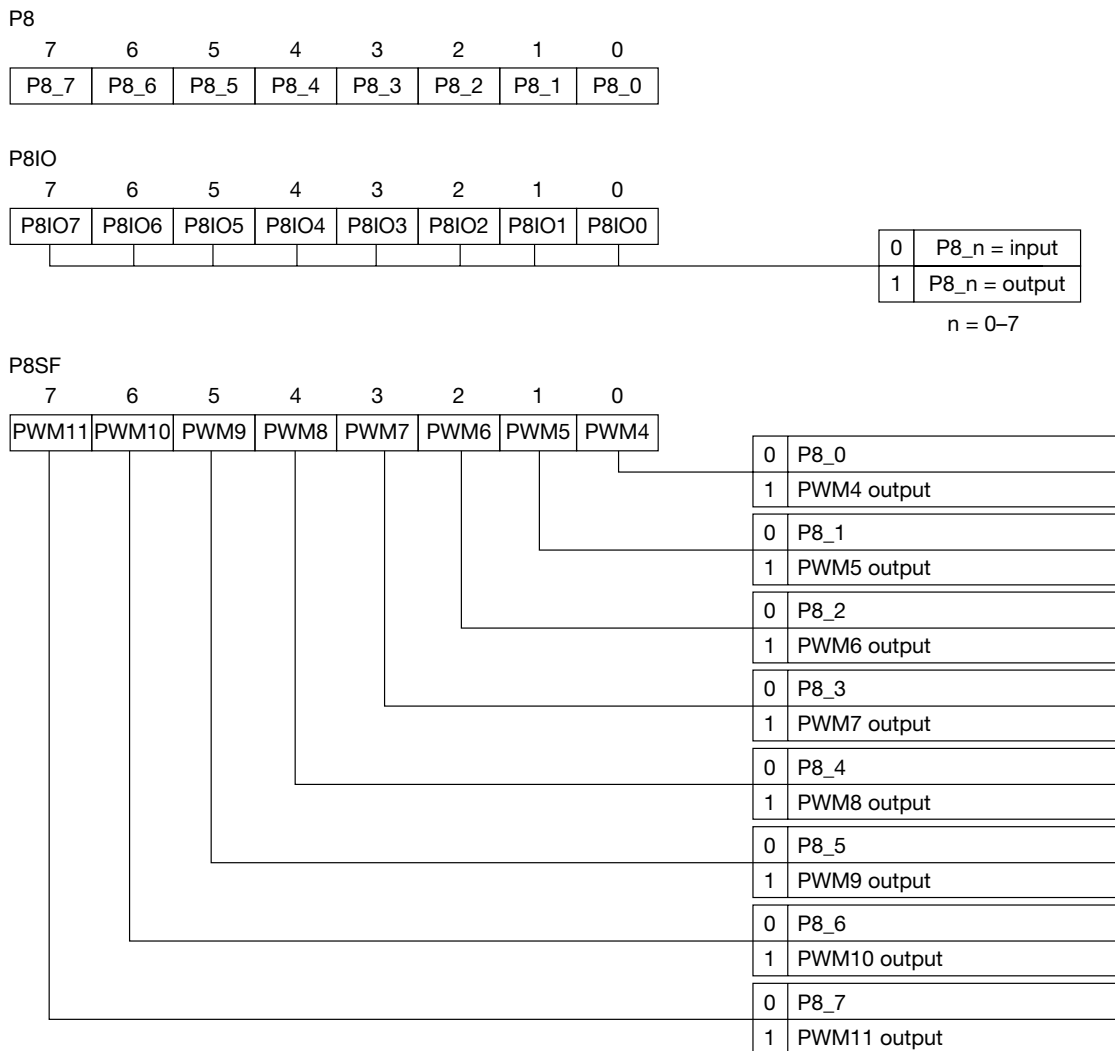 P8
7 6 5 4 3 2 1 0
P8_7 P8_6 P8_5 P8_4 P8_3 P8_2 P8_1 P8_0
P8IO
7 6 5 4 3 2 1 0
P8IO7 P8IO6 P8IO5 P8IO4 P8IO3 P8IO2 P8IO1 P8IO0
0 P8_n = input
1 P8_n = output
n = 0–7
P8SF
7 6 5 4 3 2 1 0
PWM11 PWM10 PWM9 PWM8 PWM7 PWM6 PWM5 PWM4
0 P8_0
1 PWM4 output
0 P8_1
1 PWM5 output
0 P8_2
1 PWM6 output
0 P8_3
1 PWM7 output
0 P8_4
1 PWM8 output
0 P8_5
1 PWM9 output
0 P8_6
1 PWM10 output
0 P8_7
1 PWM11 output